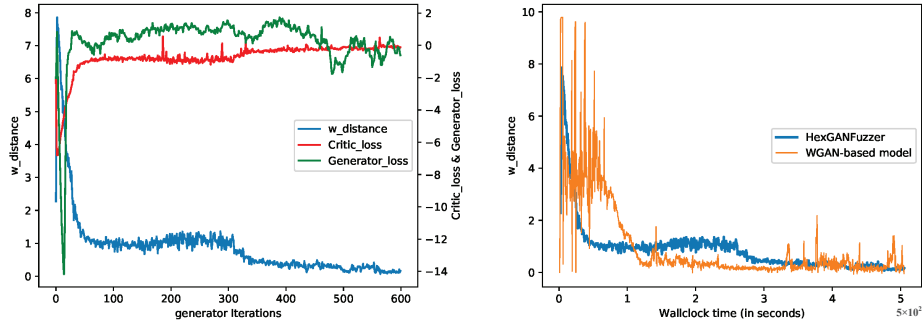 8
7
6
5
4
3
2
1
0
w_distance
2
0
−2
−4
−6
−8
−10
−12
−14
Critic_loss & Generator_loss
w_distance
Critic_loss
Generator_loss
0 100 200 300 400 500 600
generator Iterations
10
8
6
4
2
0
w_distance
HexGANFuzzer
WGAN-based model
0 1 2 3 4 5
Wallclock time (in seconds)
5×10²